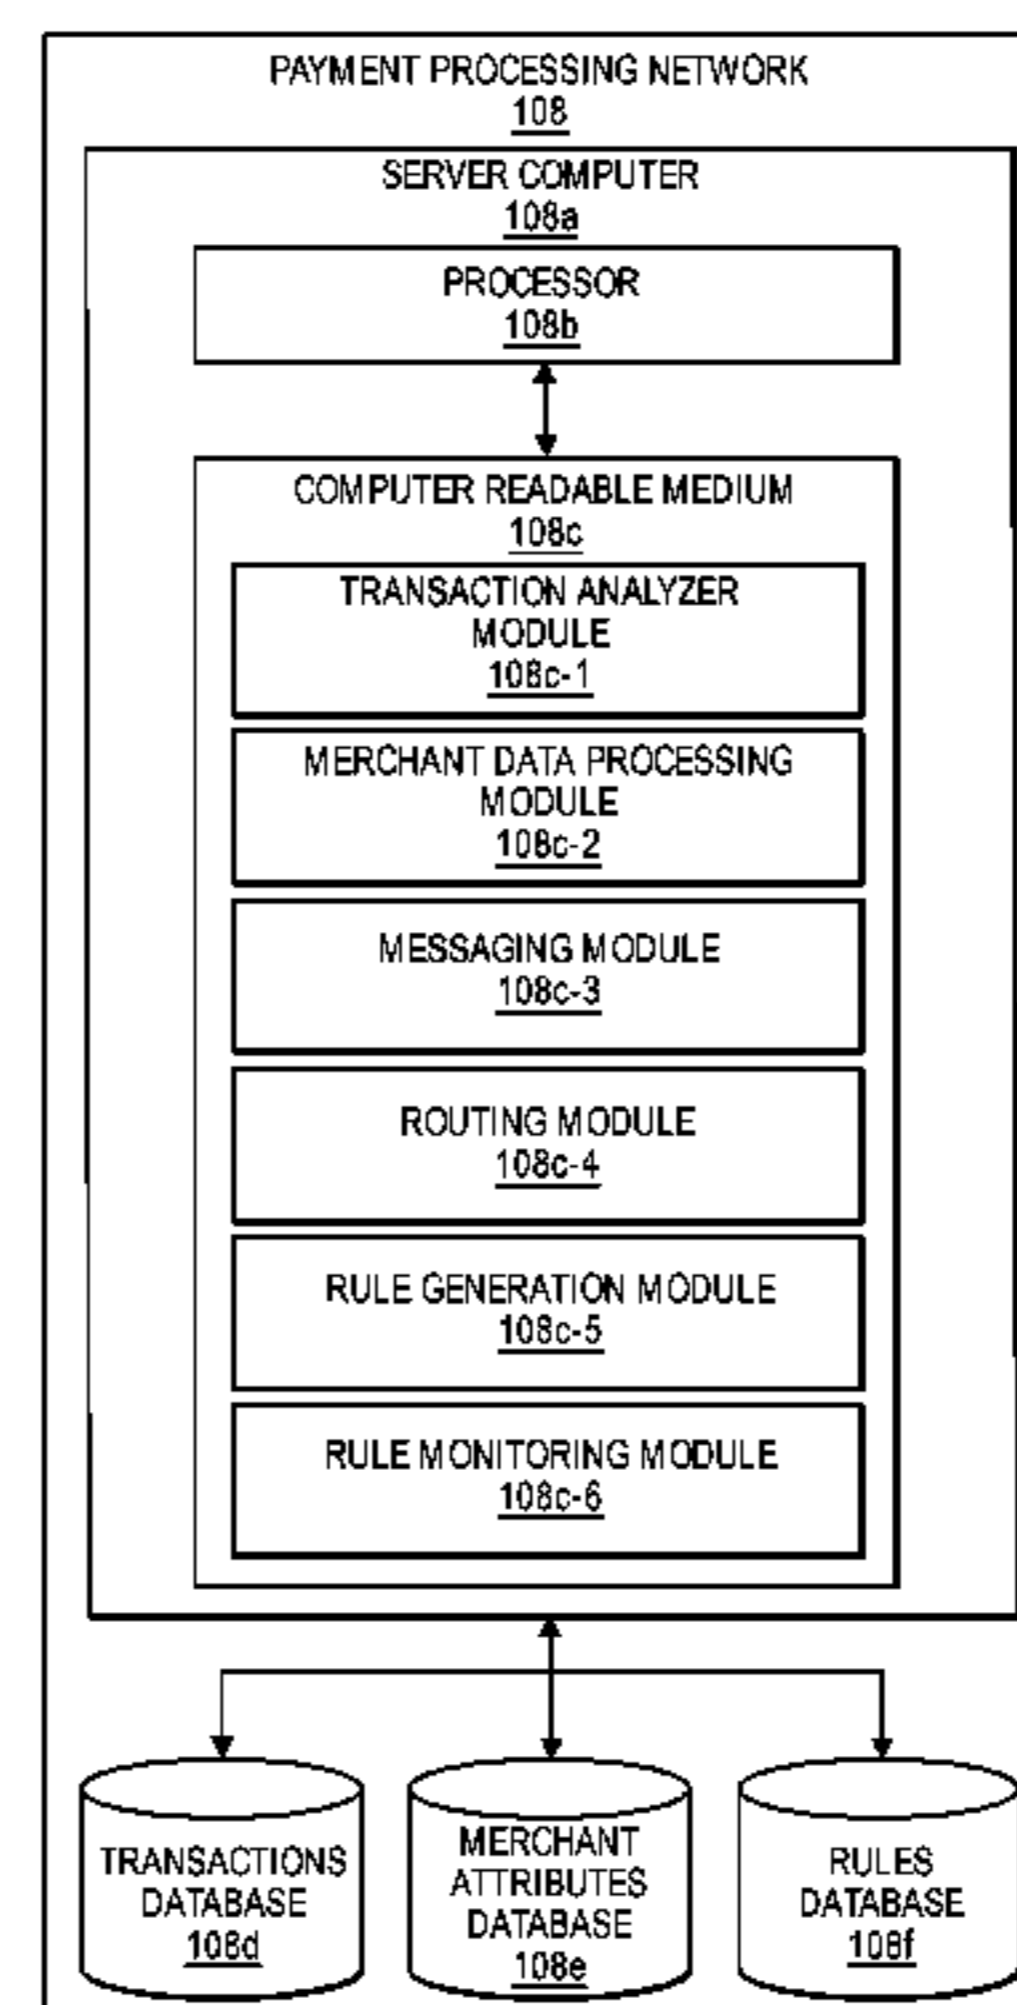 PAYMENT PROCESSING NETWORK
108
SERVER COMPUTER
108a
PROCESSOR
108b
COMPUTER READABLE MEDIUM
108c
TRANSACTION ANALYZER
MODULE
108c-1
MERCHANT DATA PROCESSING
MODULE
108c-2
MESSAGING MODULE
108c-3
ROUTING MODULE
108c-4
RULE GENERATION MODULE
108c-5
RULE MONITORING MODULE
108c-6
TRANSACTIONS
DATABASE
108d
MERCHANT
ATTRIBUTES
DATABASE
108e
RULES
DATABASE
108f